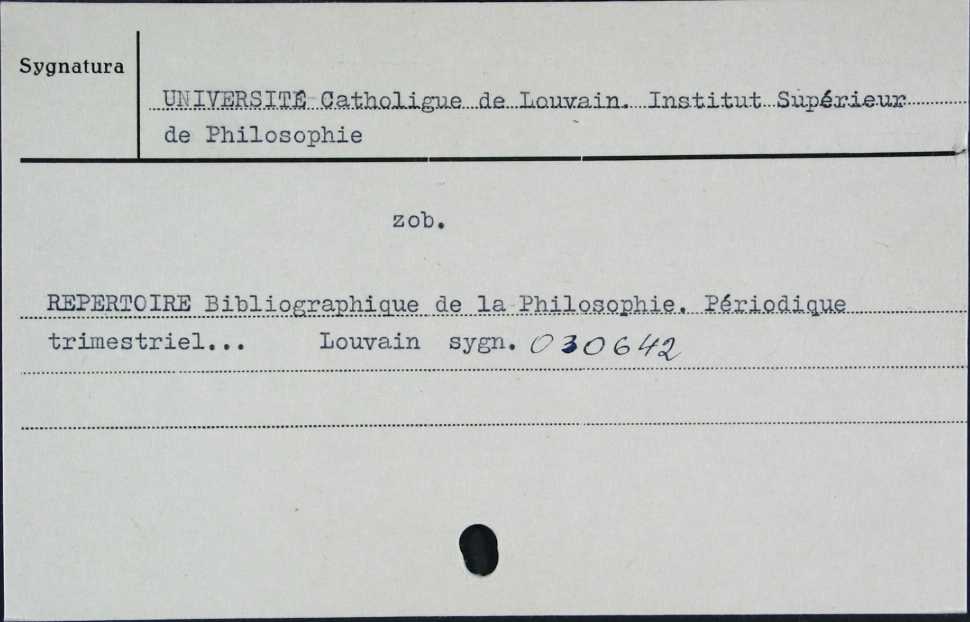 Sygnatura
UNIVERSITÉ Catholigue de Louvain. Institut Supérieur
de Philosophie
zob.
REPERTOIRE Bibliographique de la Philosophie. Périodique
trimestriel... Louvain sygn. 030642